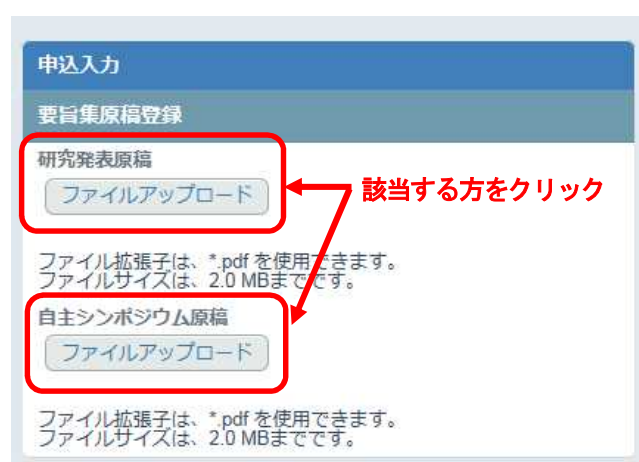 申込入力
要旨集原稿登録
研究発表原稿
ファイルアップロード
該当する方をクリック
ファイル拡張子は、*.pdf を使用できます。
ファイルサイズは、2.0 MBまでです。
自主シンポジウム原稿
ファイルアップロード
ファイル拡張子は、*.pdf を使用できます。
ファイルサイズは、2.0 MBまでです。